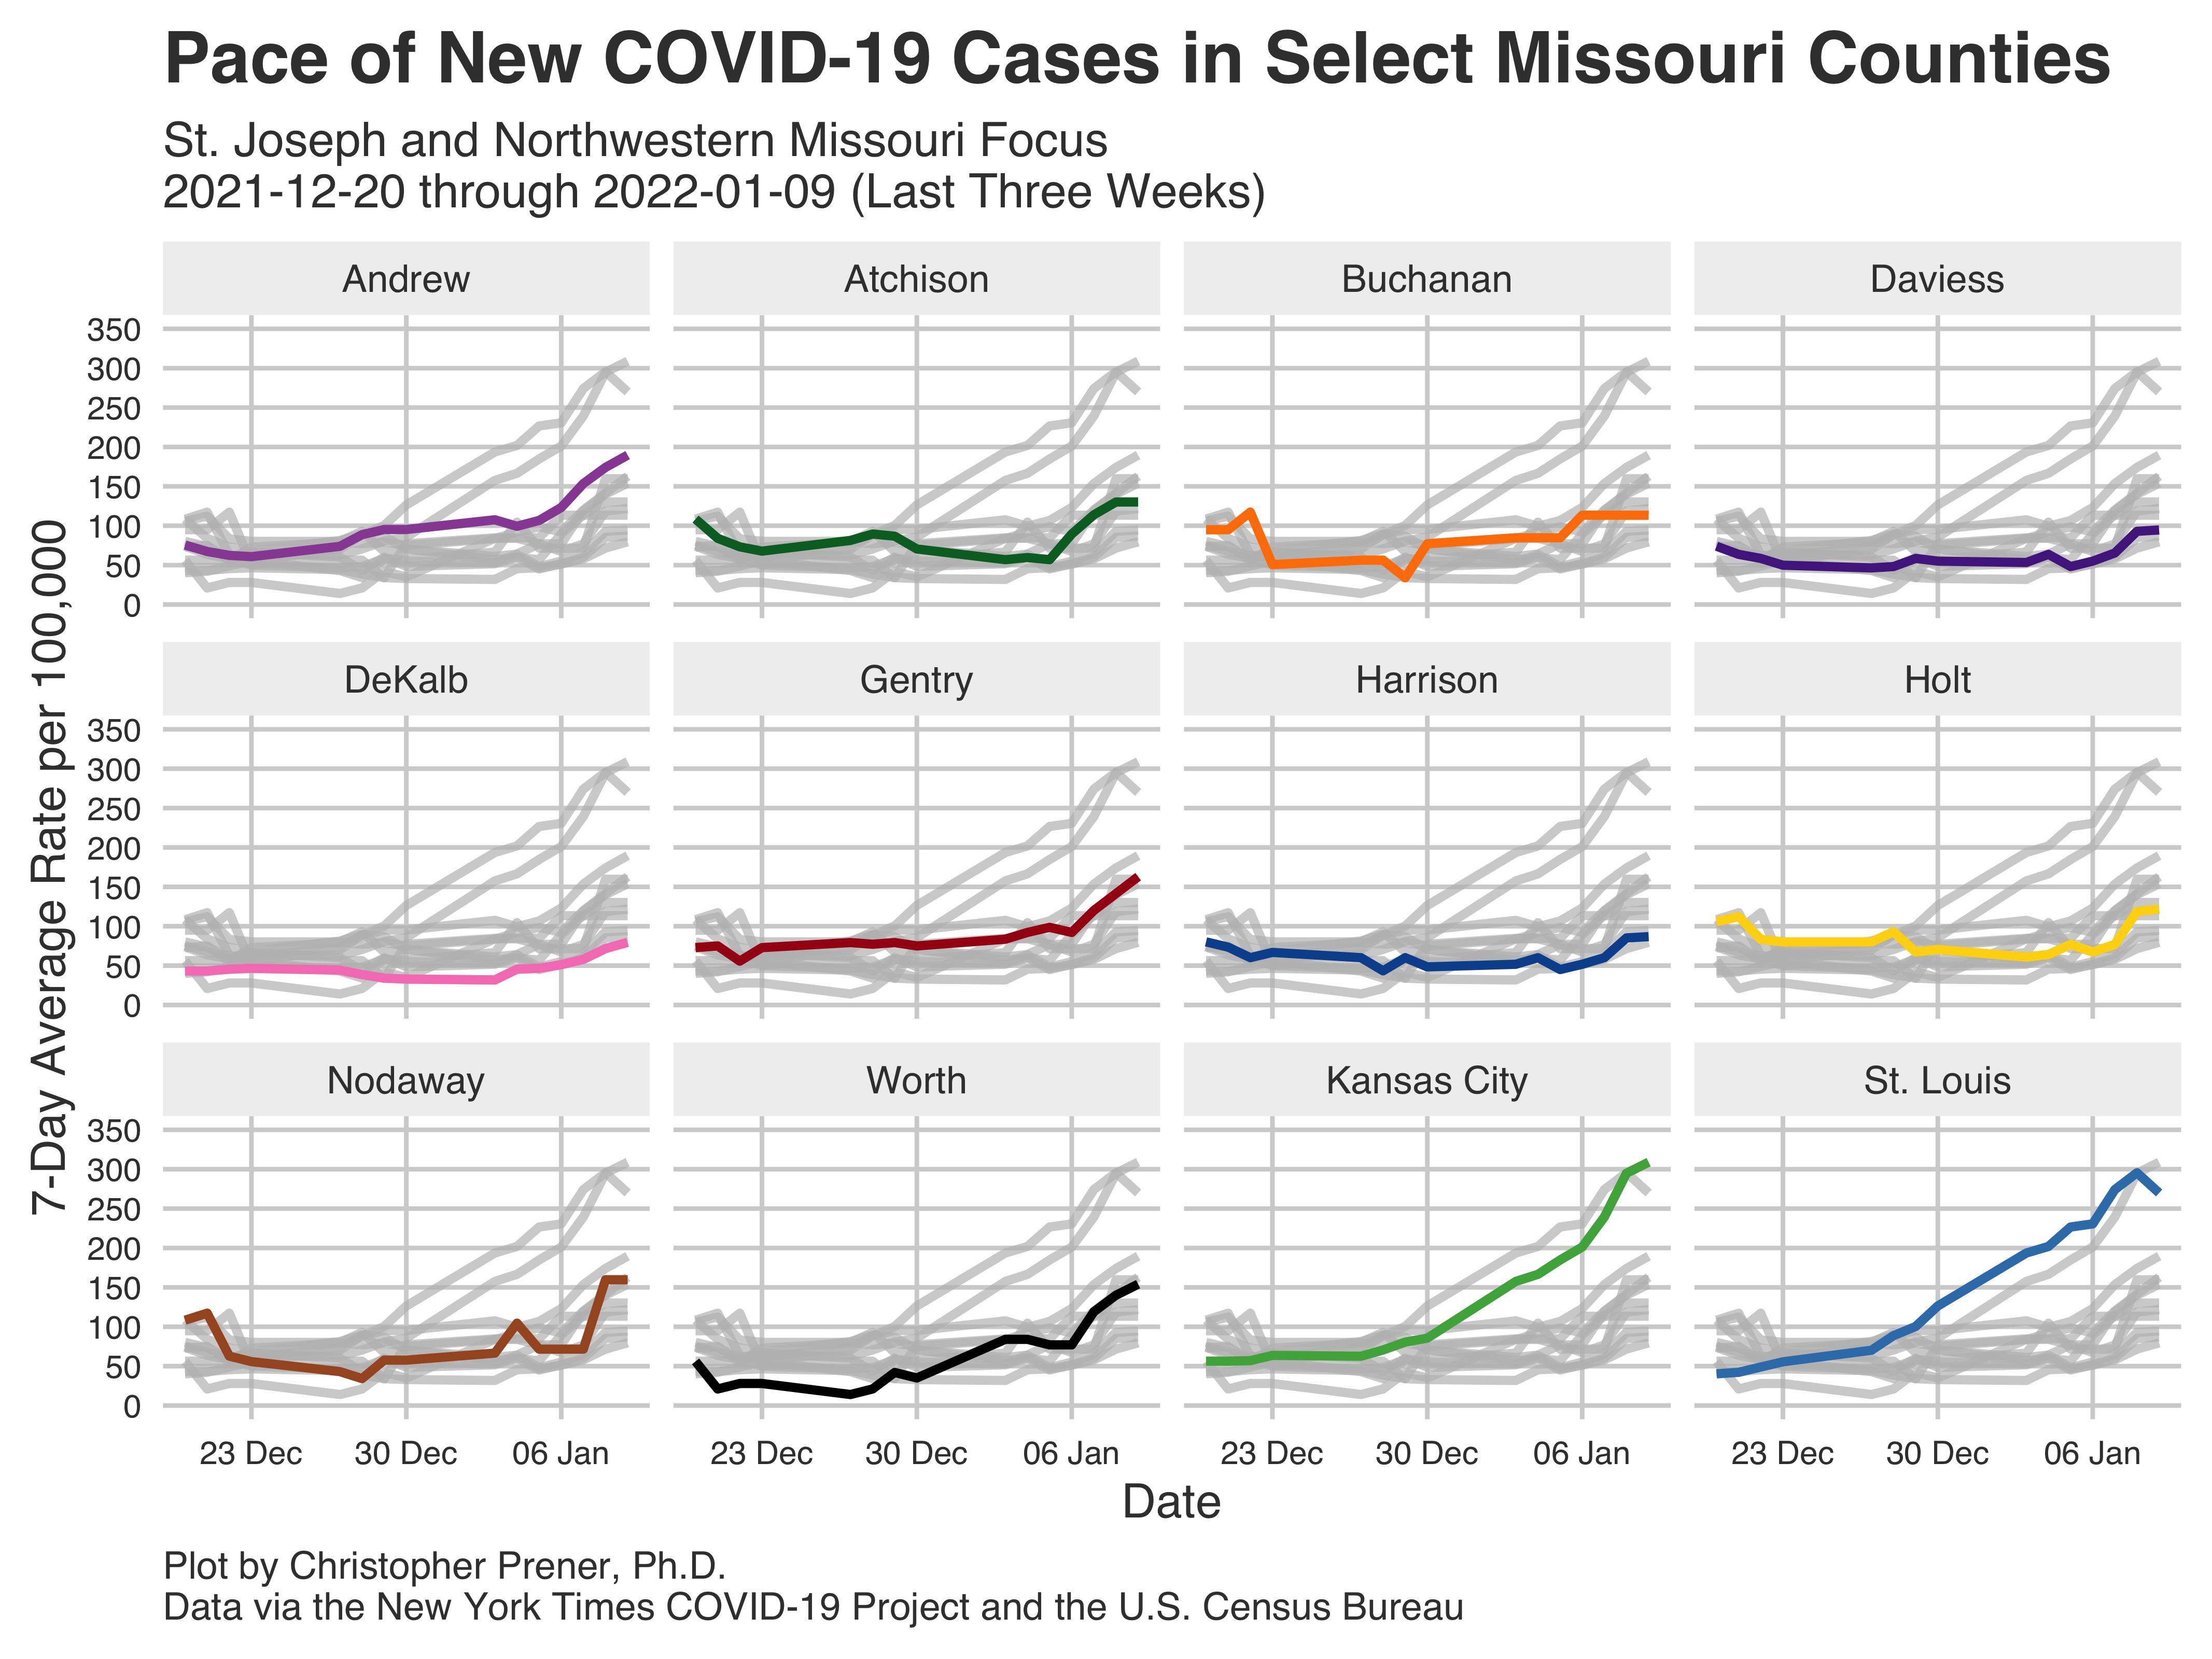 Pace of New COVID-19 Cases in Select Missouri Counties
St. Joseph and Northwestern Missouri Focus
2021-12-20 through 2022-01-09 (Last Three Weeks)
7-Day Average Rate per 100,000
Andrew
Atchison
Buchanan
Daviess
350
300
250
200
150
100
50
0
DeKalb
Gentry
Harrison
Holt
350
300
250
200
150
100
50
0
Nodaway
Worth
Kansas City
St. Louis
350
300
250
200
150
100
50
0
23 Dec 30 Dec 06 Jan 23 Dec 30 Dec 06 Jan 23 Dec 30 Dec 06 Jan 23 Dec 30 Dec 06 Jan
Date
Plot by Christopher Prener, Ph.D.
Data via the New York Times COVID-19 Project and the U.S. Census Bureau